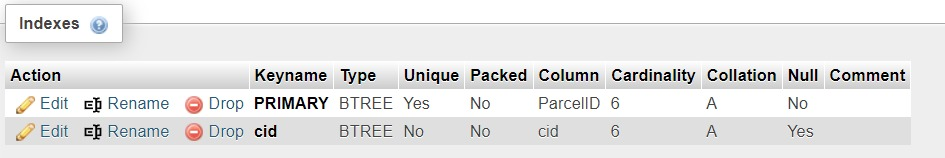 Indexes
Action Keyname Type Unique Packed Column Cardinality Collation Null Comment
Edit Rename Drop PRIMARY BTREE Yes No ParcelID 6 A No
Edit Rename Drop cid BTREE No No cid 6 A Yes